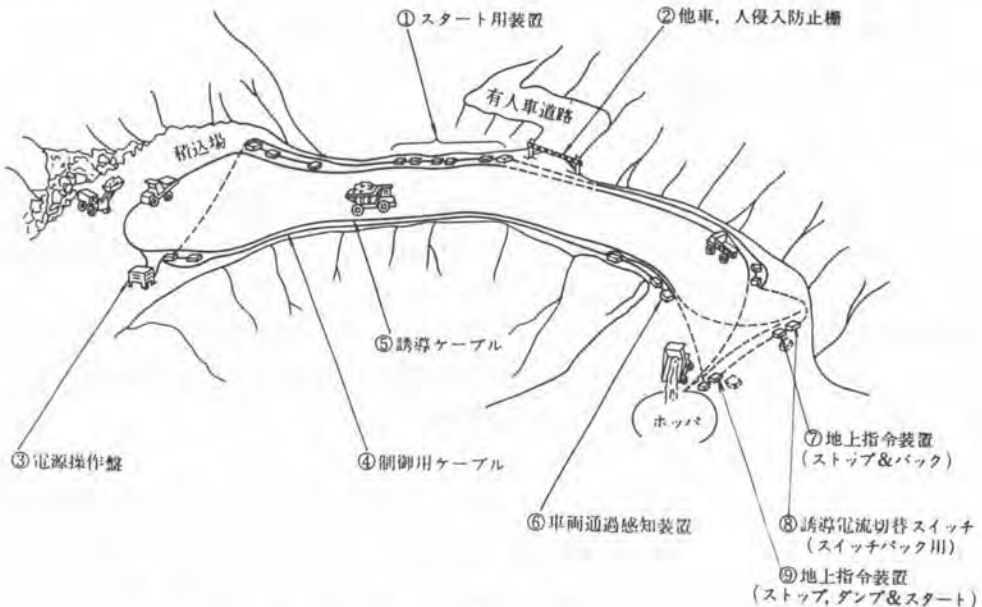 ①スタート用装置
②他車，人侵入防止柵
有人車道路
積込場
⑤誘導ケーブル
ホッパ
③電源操作盤
④制御用ケーブル
⑦地上指令装置
(ストップ&バック)
⑥車両通過感知装置
⑧誘導電流切替スイッチ
(スイッチバック用)
⑨地上指令装置
(ストップ，ダンプ&スタート)